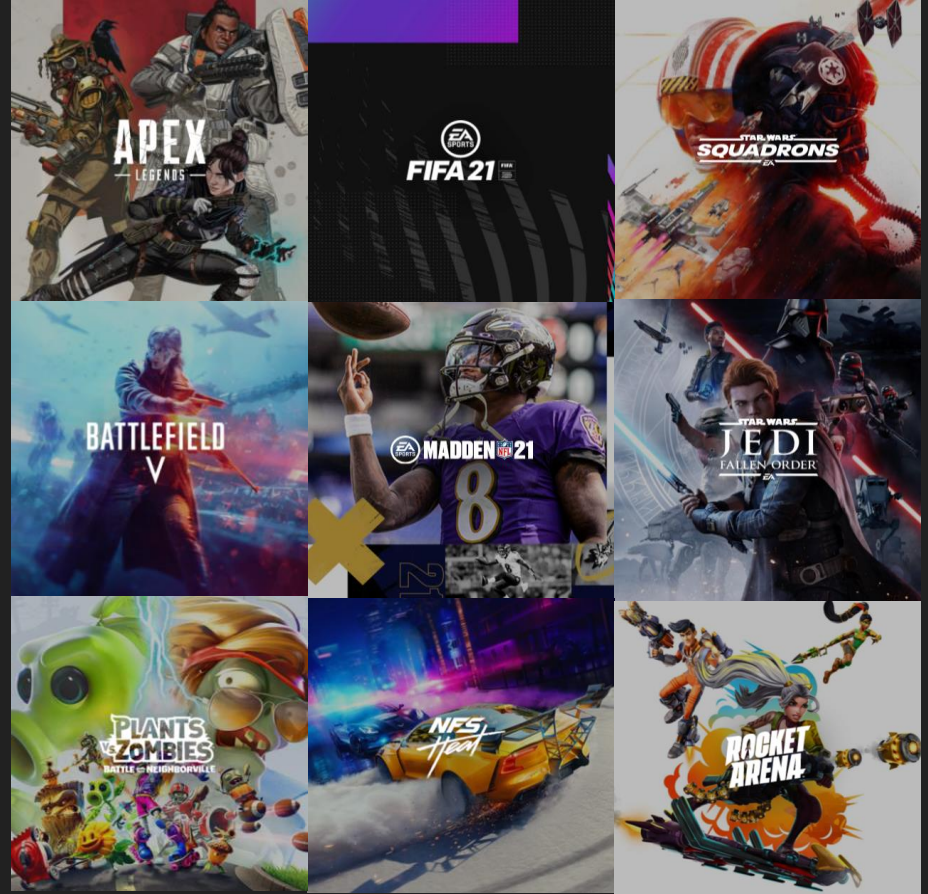 APEX
LEGENDS
EA
SPORTS
FIFA 21
STAR WARS
SQUADRONS
EA
BATTLEFIELD
V
EA
SPORTS
MADDEN NFL 21
8
21
STAR WARS
JEDI
FALLEN ORDER
EA
PLANTS
VS. ZOMBIES
BATTLE FOR NEIGHBORVILLE
NFS
Heat
ROCKET
ARENA